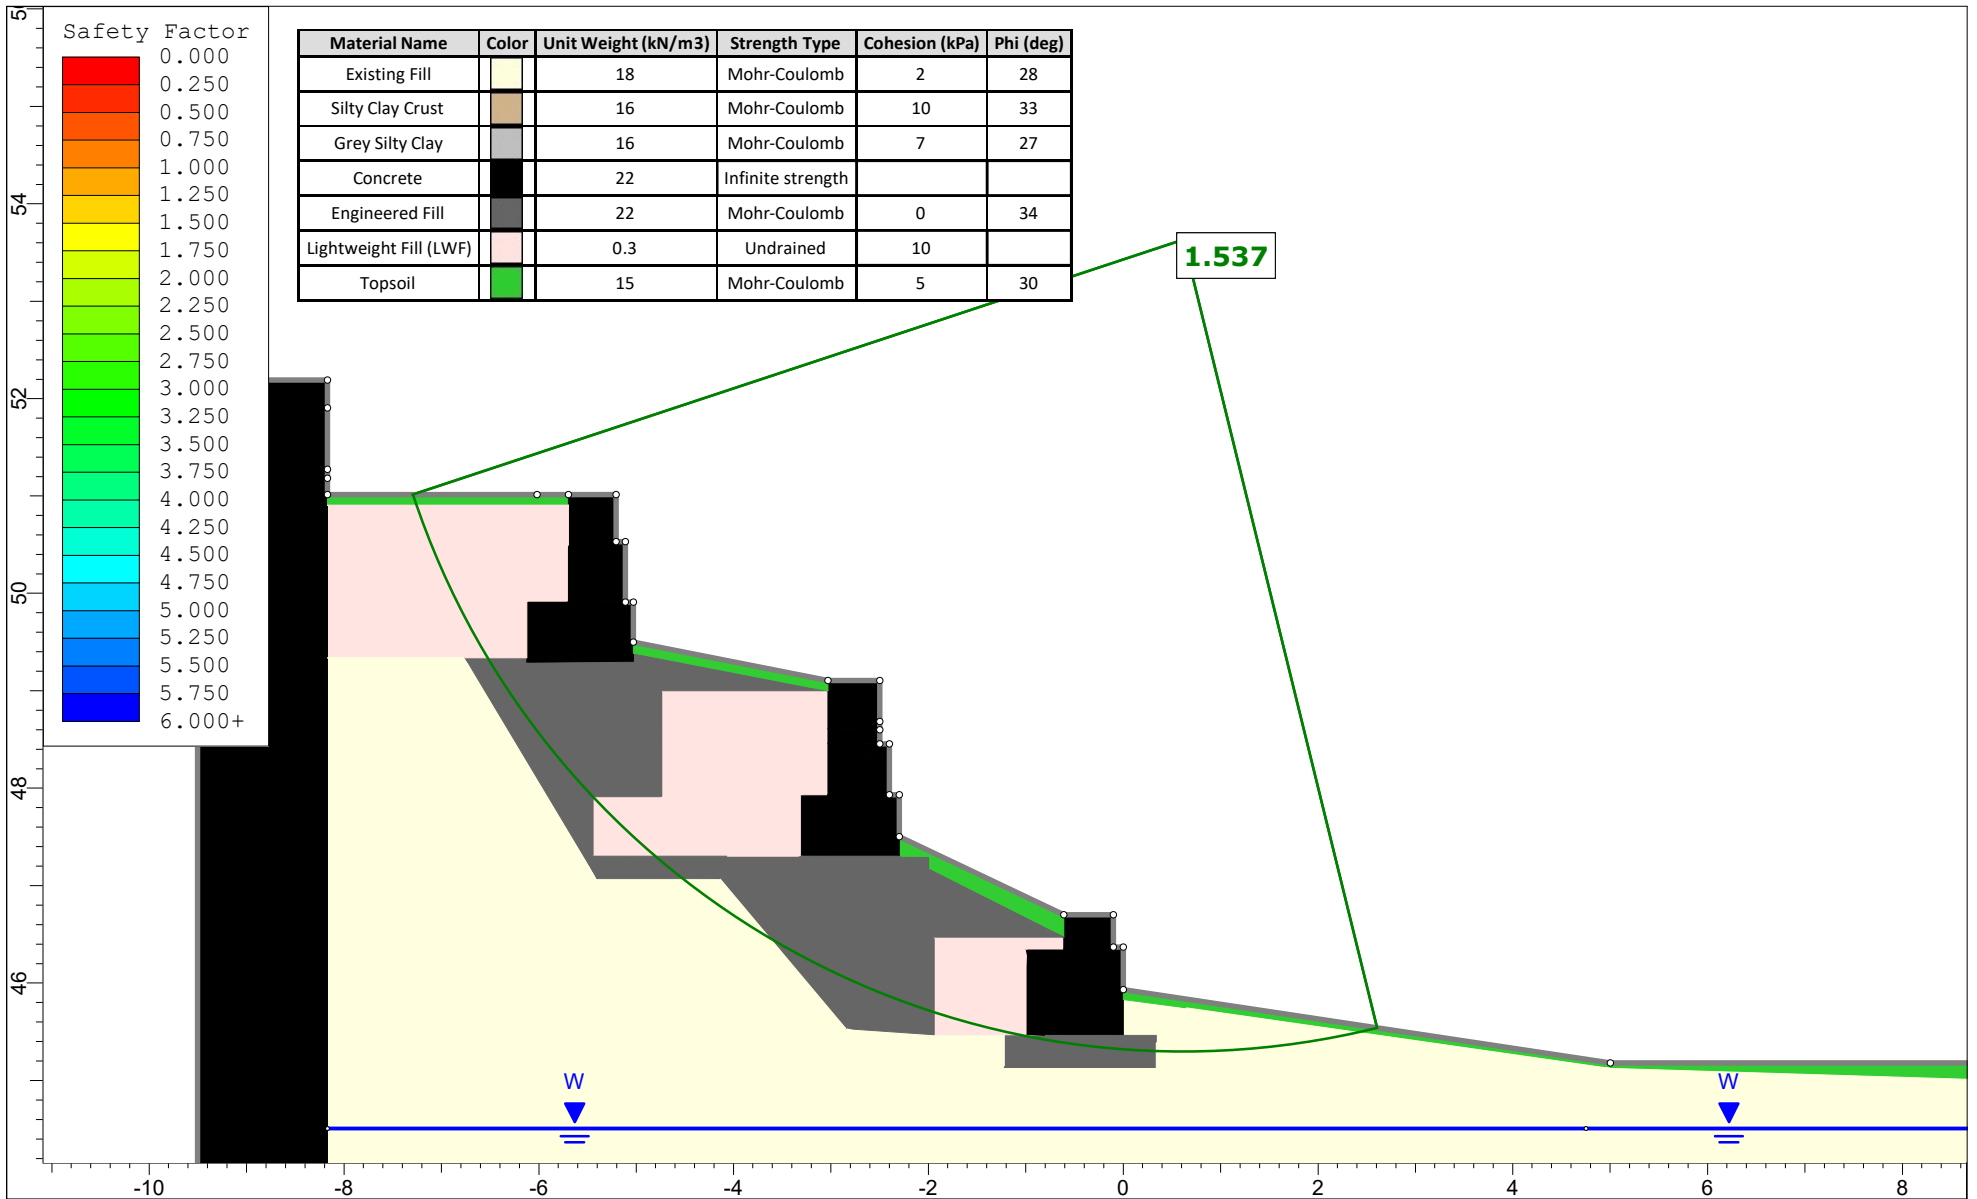 Safety Factor
0.000
0.250
0.500
0.750
1.000
1.250
1.500
1.750
2.000
2.250
2.500
2.750
3.000
3.250
3.500
3.750
4.000
4.250
4.500
4.750
5.000
5.250
5.500
5.750
6.000+
Material Name Color Unit Weight (kN/m3) Strength Type Cohesion (kPa) Phi (deg)
Existing Fill 18 Mohr-Coulomb 2 28
Silty Clay Crust 16 Mohr-Coulomb 10 33
Grey Silty Clay 16 Mohr-Coulomb 7 27
Concrete 22 Infinite strength
Engineered Fill 22 Mohr-Coulomb 0 34
Lightweight Fill (LWF) 0.3 Undrained 10
Topsoil 15 Mohr-Coulomb 5 30
1.537
54
52
50
48
46
W W
-10 -8 -6 -4 -2 0 2 4 6 8